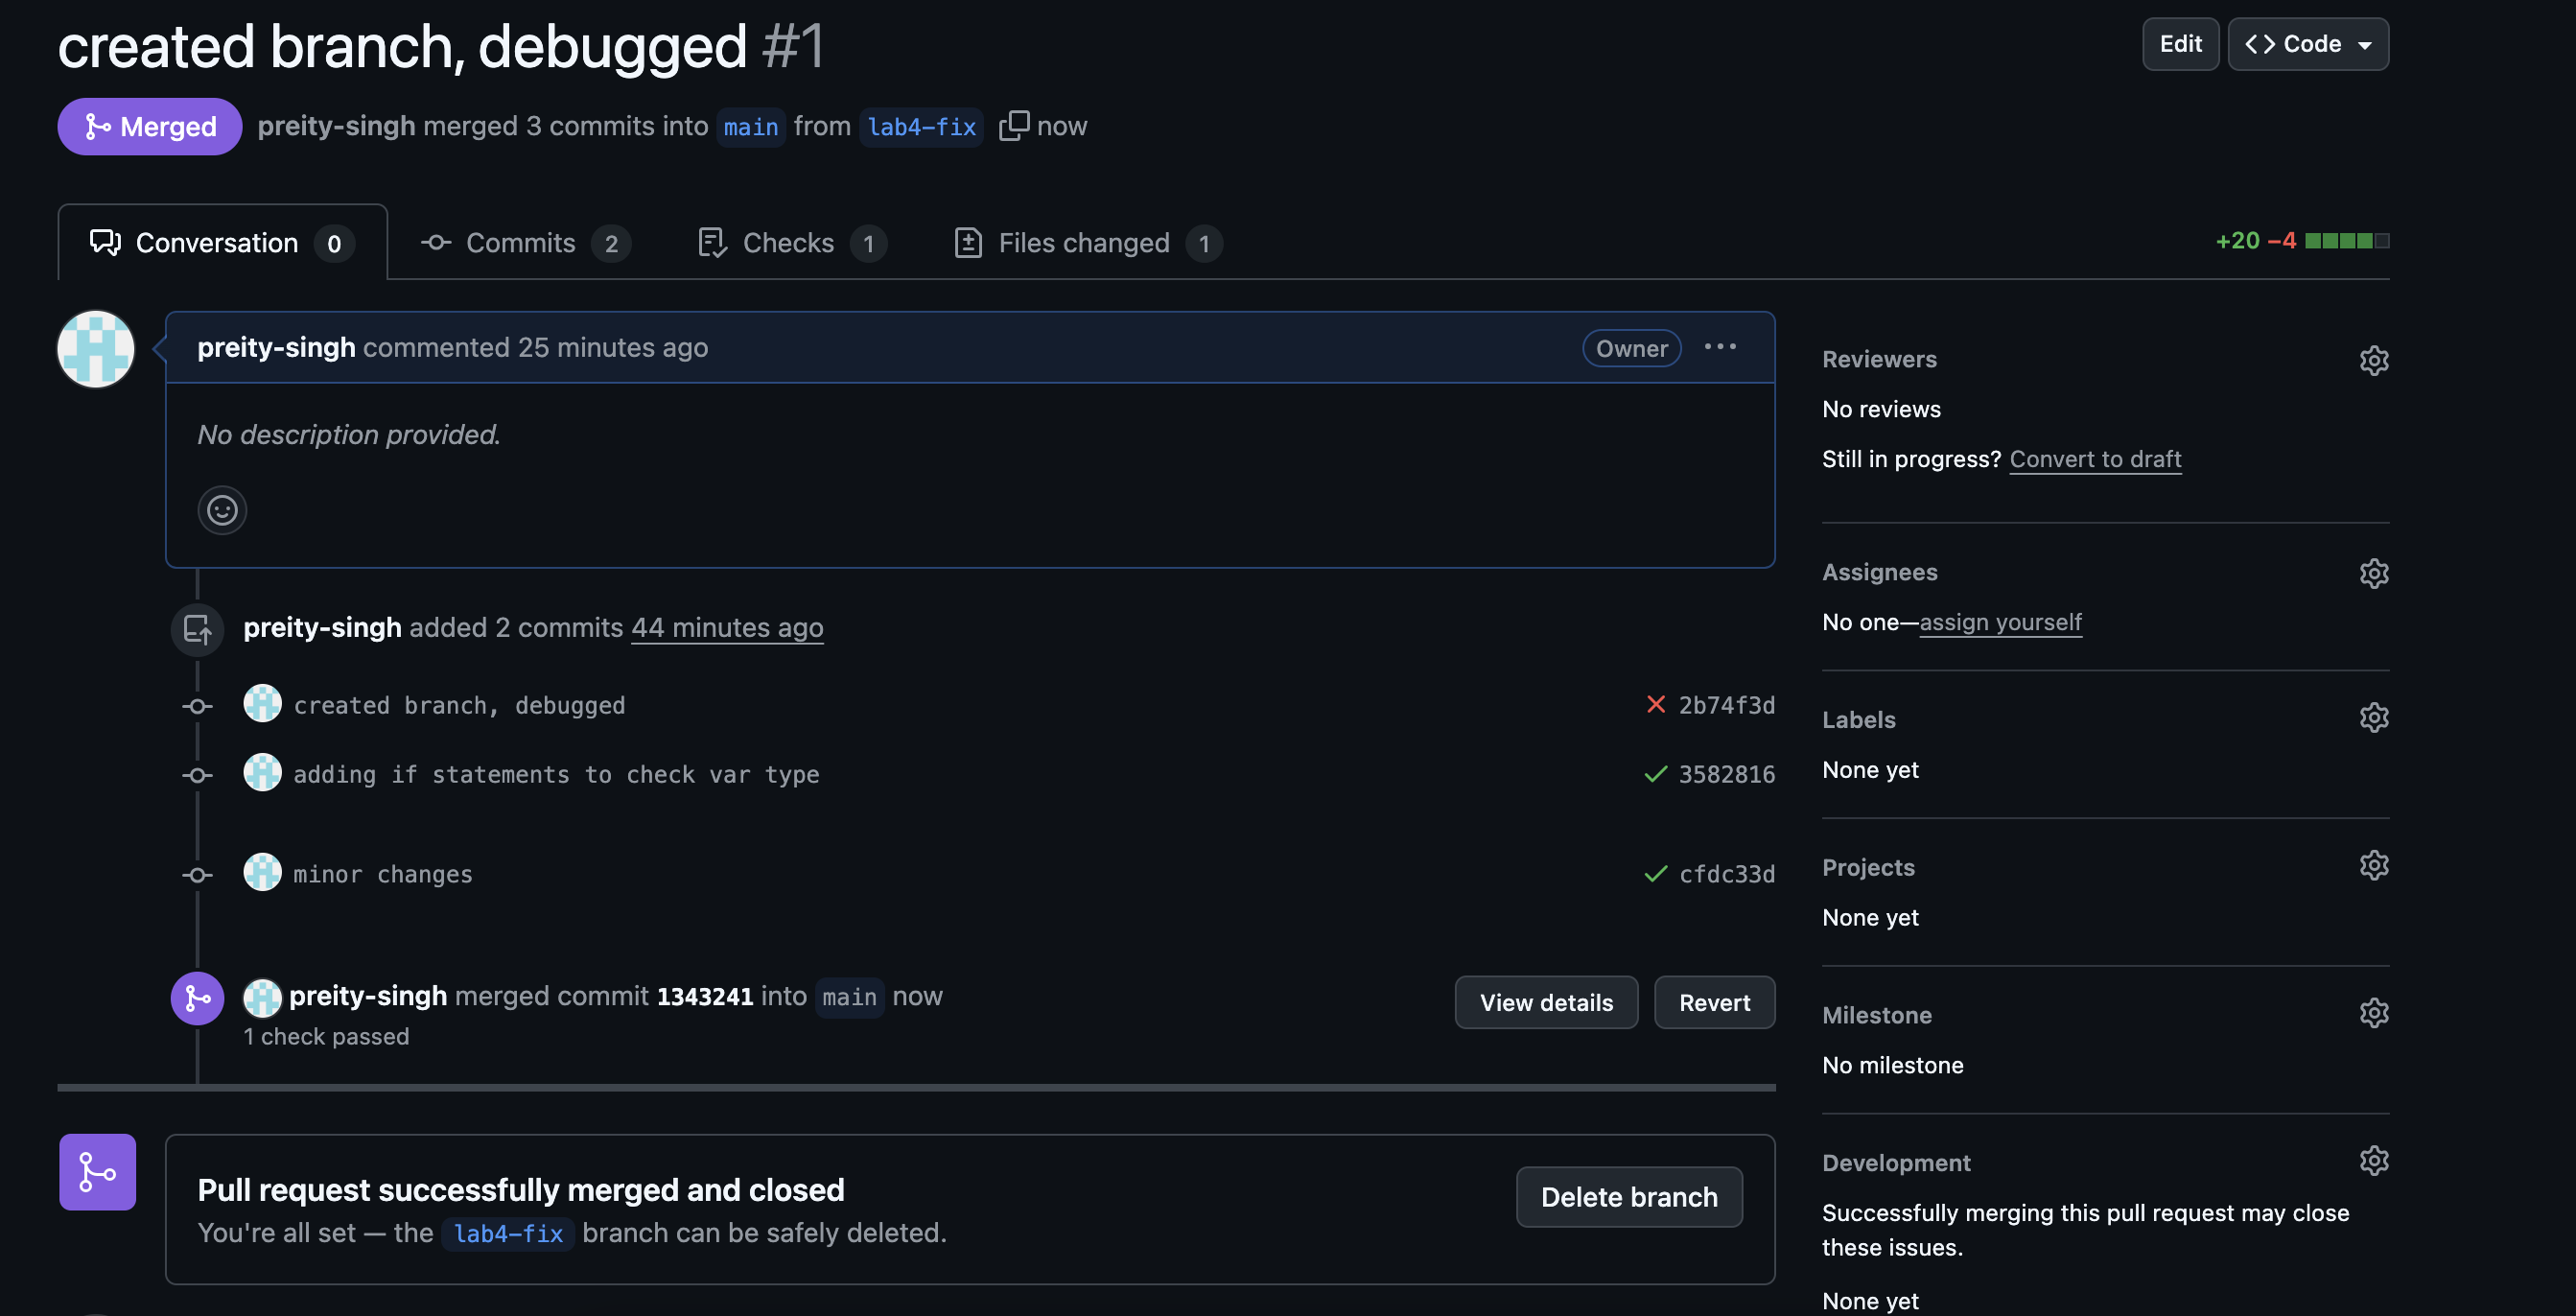 created branch, debugged #1
Edit
<> Code
Merged preity-singh merged 3 commits into main from lab4-fix now
Conversation 0 Commits 2 Checks 1 Files changed 1
+20 −4
preity-singh commented 25 minutes ago
Owner
No description provided.
preity-singh added 2 commits 44 minutes ago
created branch, debugged 2b74f3d
adding if statements to check var type 3582816
minor changes cfdc33d
preity-singh merged commit 1343241 into main now
1 check passed
View details
Revert
Pull request successfully merged and closed
You're all set — the lab4-fix branch can be safely deleted.
Delete branch
Reviewers
No reviews
Still in progress? Convert to draft
Assignees
No one—assign yourself
Labels
None yet
Projects
None yet
Milestone
No milestone
Development
Successfully merging this pull request may close
these issues.
None yet